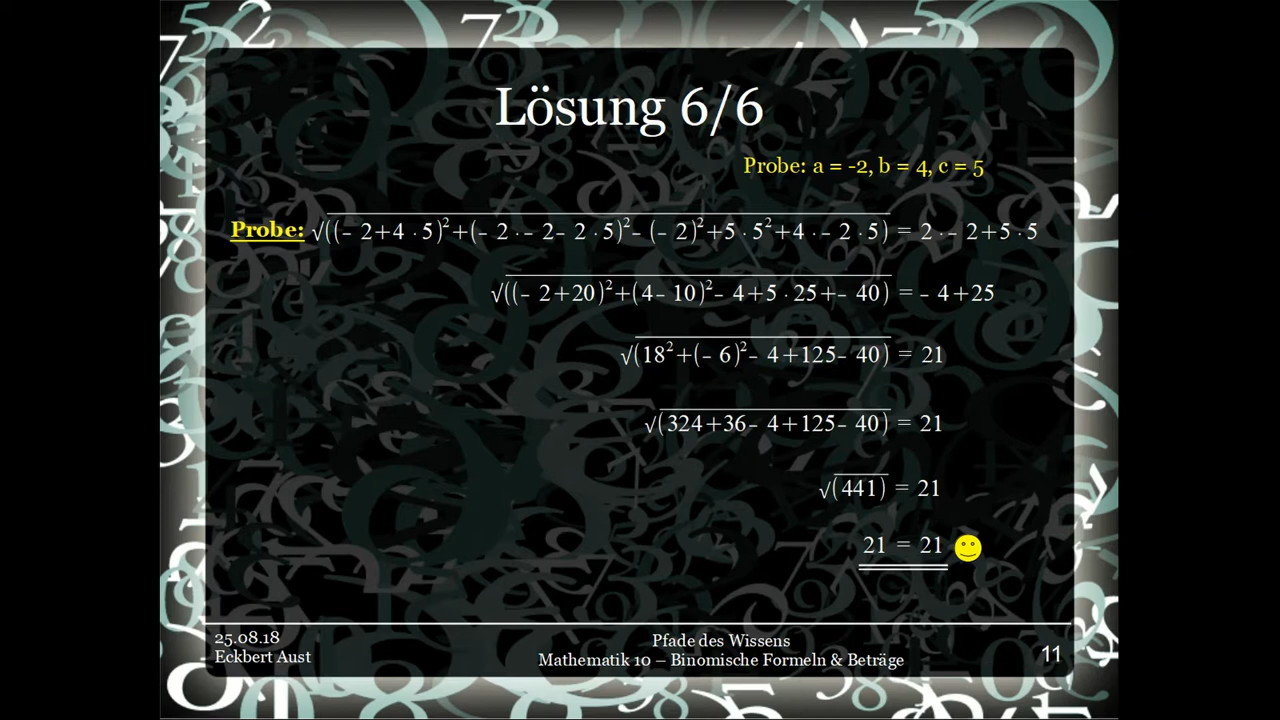 Lösung 6/6
Probe: a = -2, b = 4, c = 5
Probe: √((- 2+4 · 5)²+(- 2 · - 2- 2 · 5)²- (- 2)²+5 · 5²+4 · - 2 · 5) = 2 · - 2+5 · 5
√((- 2+20)²+(4- 10)²- 4+5 · 25+- 40) = - 4+25
√(18²+(- 6)²- 4+125- 40) = 21
√(324+36- 4+125- 40) = 21
√(441) = 21
21 = 21
25.08.18
Eckbert Aust
Pfade des Wissens
Mathematik 10 – Binomische Formeln & Beträge
11